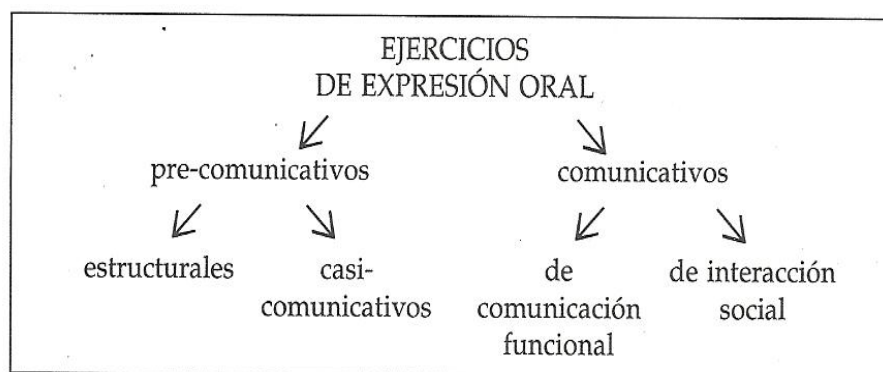 EJERCICIOS
DE EXPRESIÓN ORAL
pre-comunicativos
comunicativos
estructurales
casi-
comunicativos
de
comunicación
funcional
de interacción
social